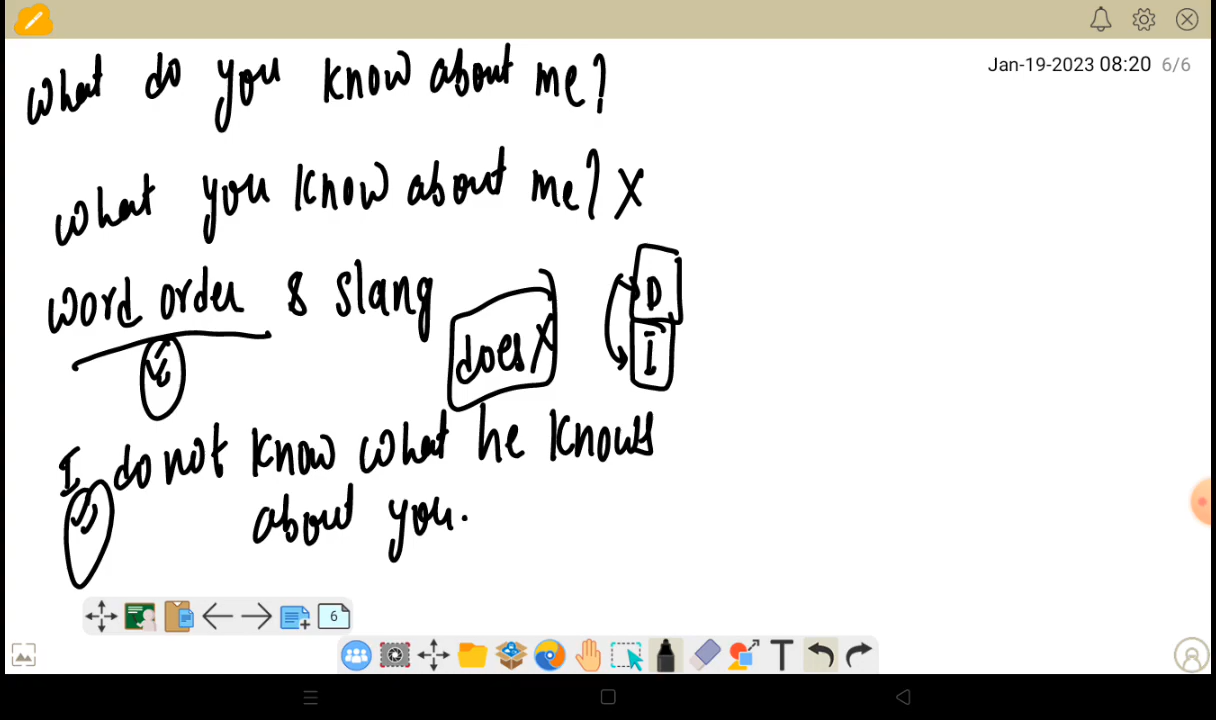 Jan-19-2023 08:20 6/6
What do you know about me?
What you know about me? X
Word order & slang
does X
D
I
I do not know what he knows
about you.
6
T